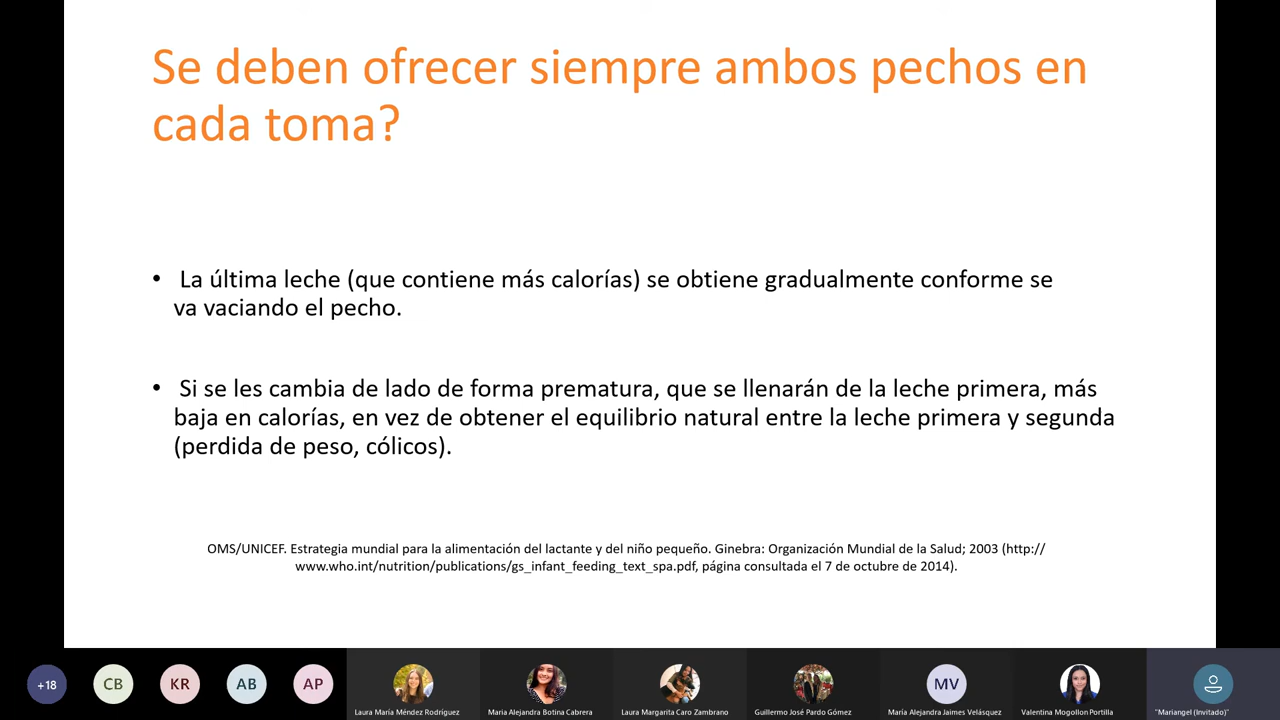 Se deben ofrecer siempre ambos pechos en
cada toma?
• La última leche (que contiene más calorías) se obtiene gradualmente conforme se
va vaciando el pecho.
• Si se les cambia de lado de forma prematura, que se llenarán de la leche primera, más
baja en calorías, en vez de obtener el equilibrio natural entre la leche primera y segunda
(perdida de peso, cólicos).
OMS/UNICEF. Estrategia mundial para la alimentación del lactante y del niño pequeño. Ginebra: Organización Mundial de la Salud; 2003 (http://
www.who.int/nutrition/publications/gs_infant_feeding_text_spa.pdf, página consultada el 7 de octubre de 2014).
+18
CB
KR
AB
AP
MV
Laura María Méndez Rodríguez
Maria Alejandra Botina Cabrera
Laura Margarita Caro Zambrano
Guillermo José Pardo Gómez
María Alejandra Jaimes Velásquez
Valentina Mogollon Portilla
"Mariangel (Invitado)"